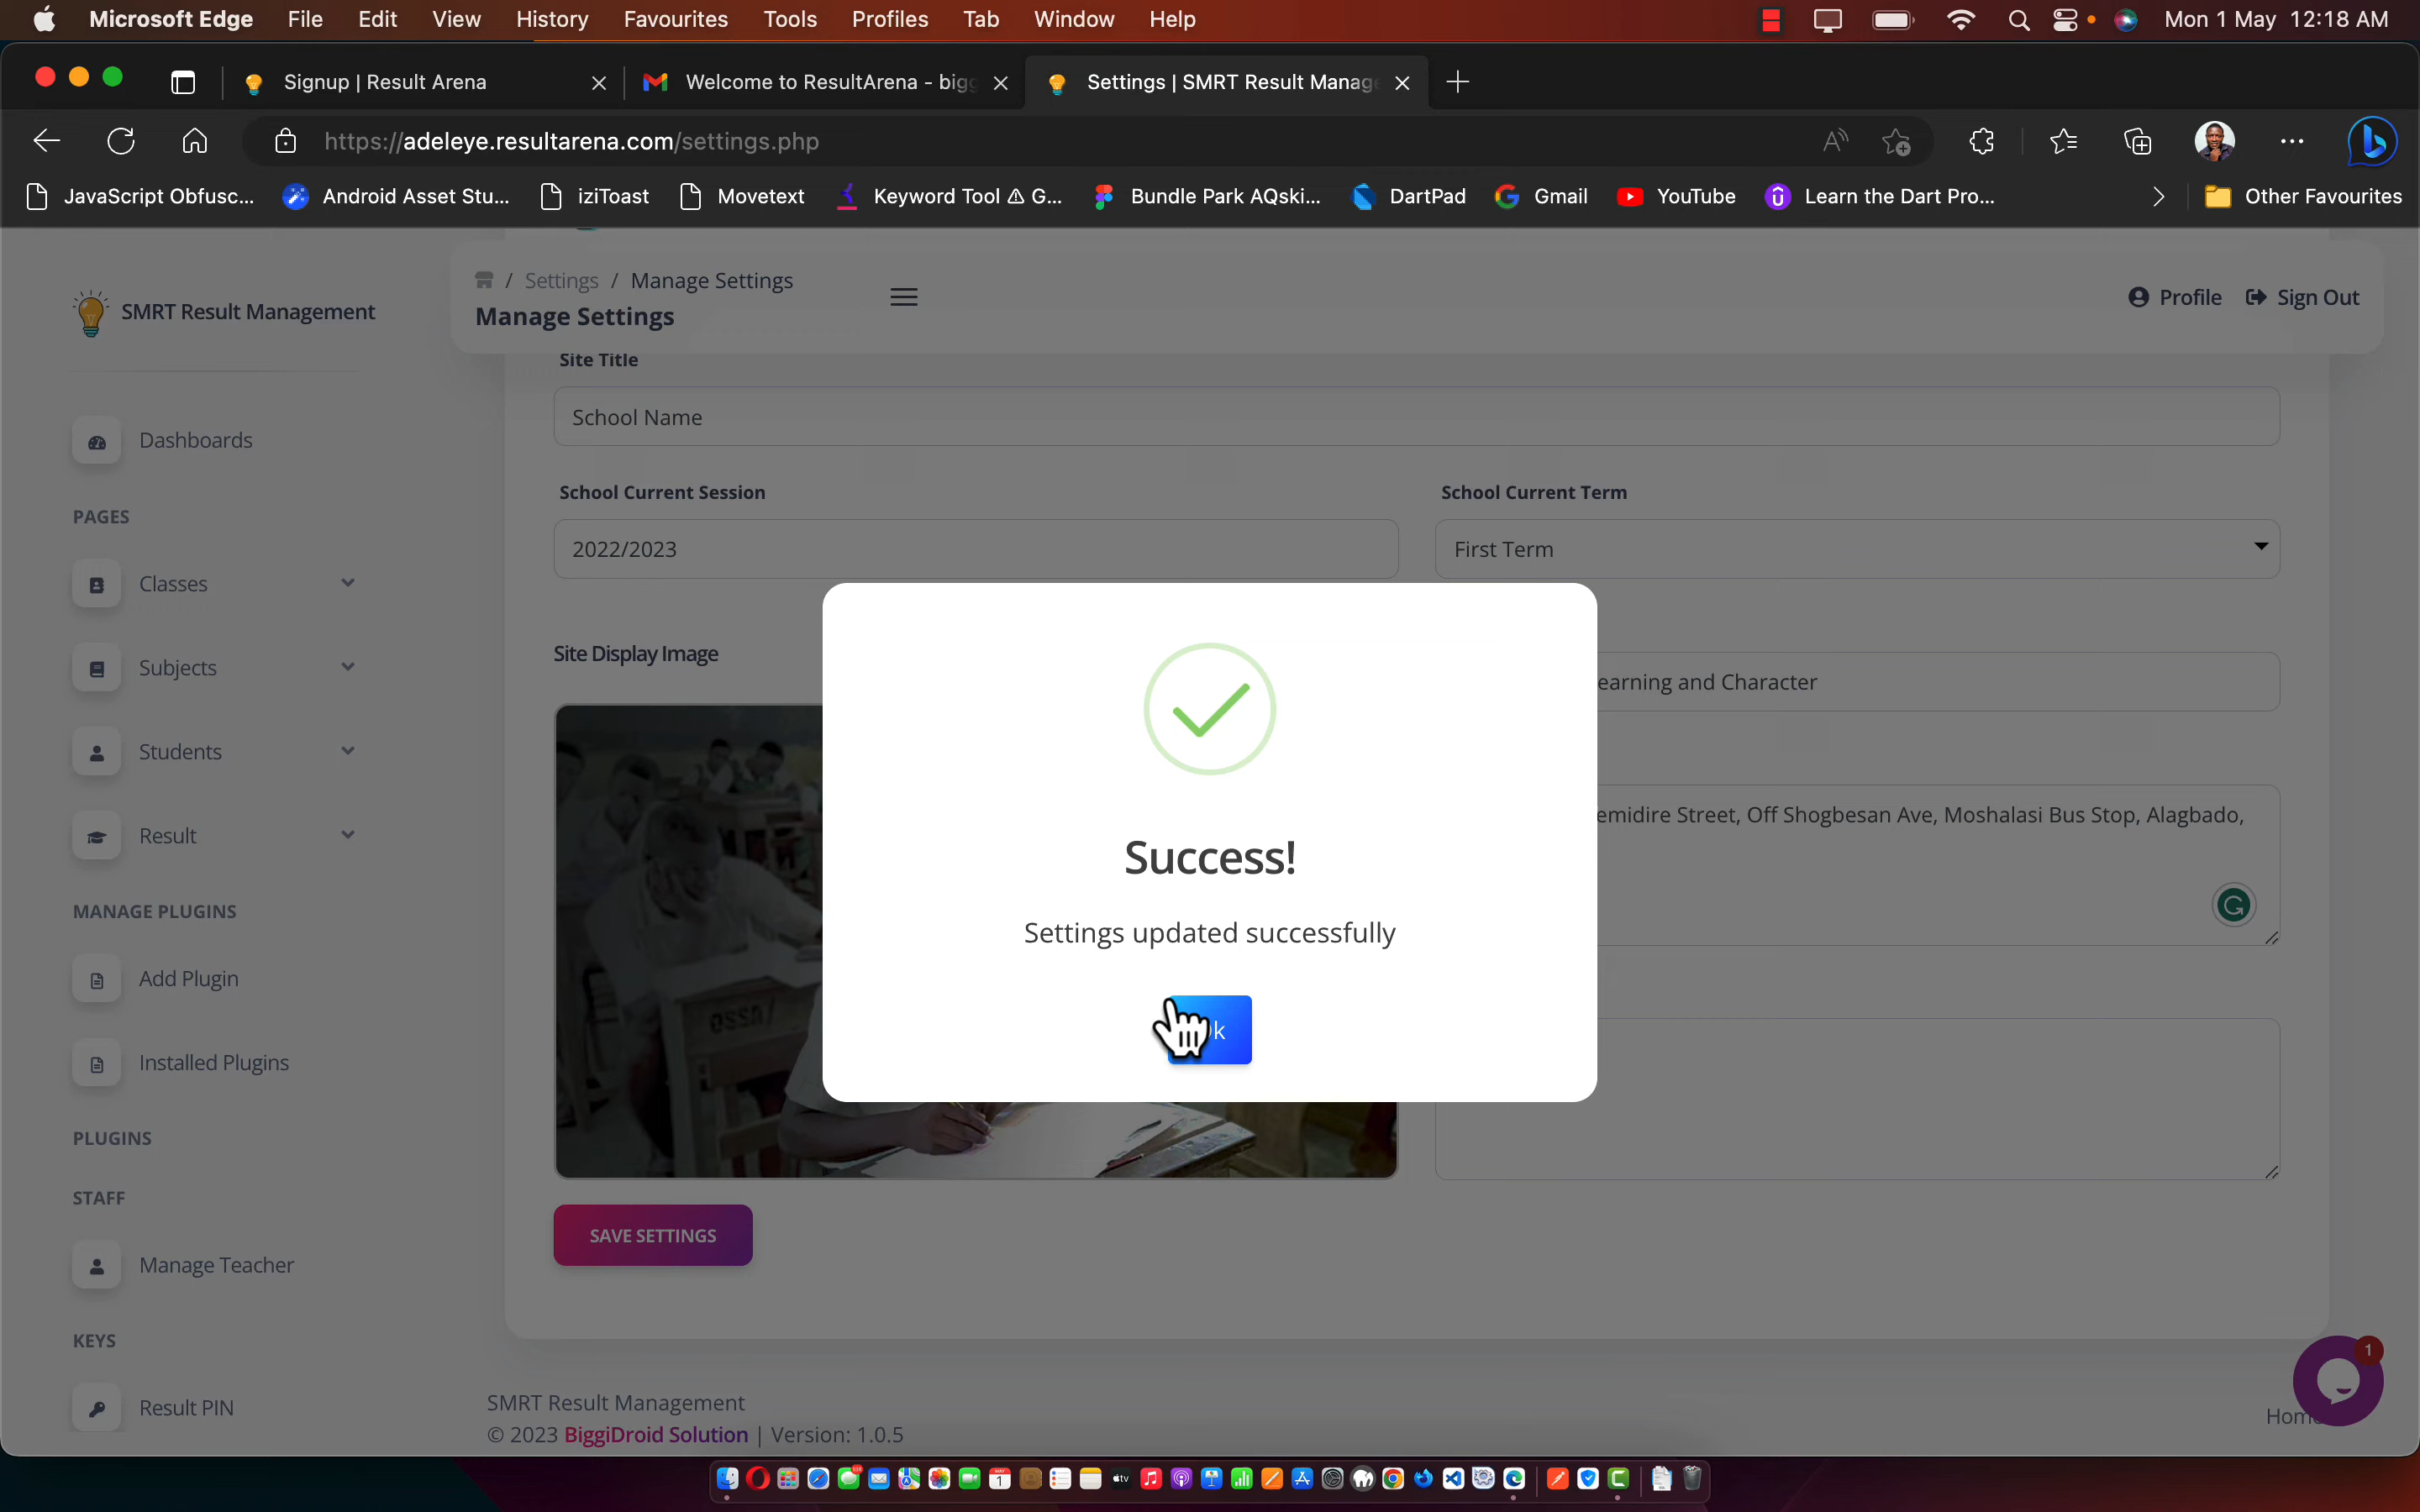 Microsoft Edge File Edit View History Favourites Tools Profiles Tab Window Help Mon 1 May 12:18 AM
Signup | Result Arena Welcome to ResultArena - bigg Settings | SMRT Result Manage
https://adeleye.resultarena.com/settings.php
JavaScript Obfusc... Android Asset Stu... iziToast Movetext Keyword Tool ⚠ G... Bundle Park AQski... DartPad Gmail YouTube Learn the Dart Pro... Other Favourites
SMRT Result Management
/ Settings / Manage Settings
Manage Settings
Profile Sign Out
Dashboards
PAGES
Classes
Subjects
Students
Result
MANAGE PLUGINS
Add Plugin
Installed Plugins
PLUGINS
STAFF
Manage Teacher
KEYS
Result PIN
Site Title
School Name
School Current Session
School Current Term
2022/2023
First Term
Site Display Image
earning and Character
emidire Street, Off Shogbesan Ave, Moshalasi Bus Stop, Alagbado,
OSSN/
Success!
Settings updated successfully
k
SAVE SETTINGS
SMRT Result Management
© 2023 BiggiDroid Solution | Version: 1.0.5
Home
1